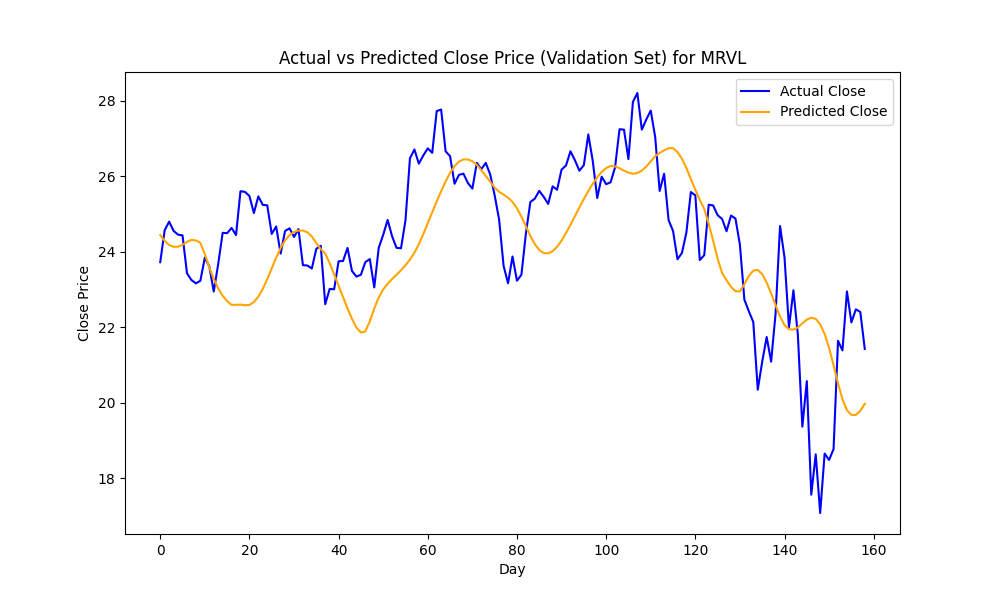 Actual vs Predicted Close Price (Validation Set) for MRVL
Actual Close
Predicted Close
Close Price
28
26
24
22
20
18
0 20 40 60 80 100 120 140 160
Day